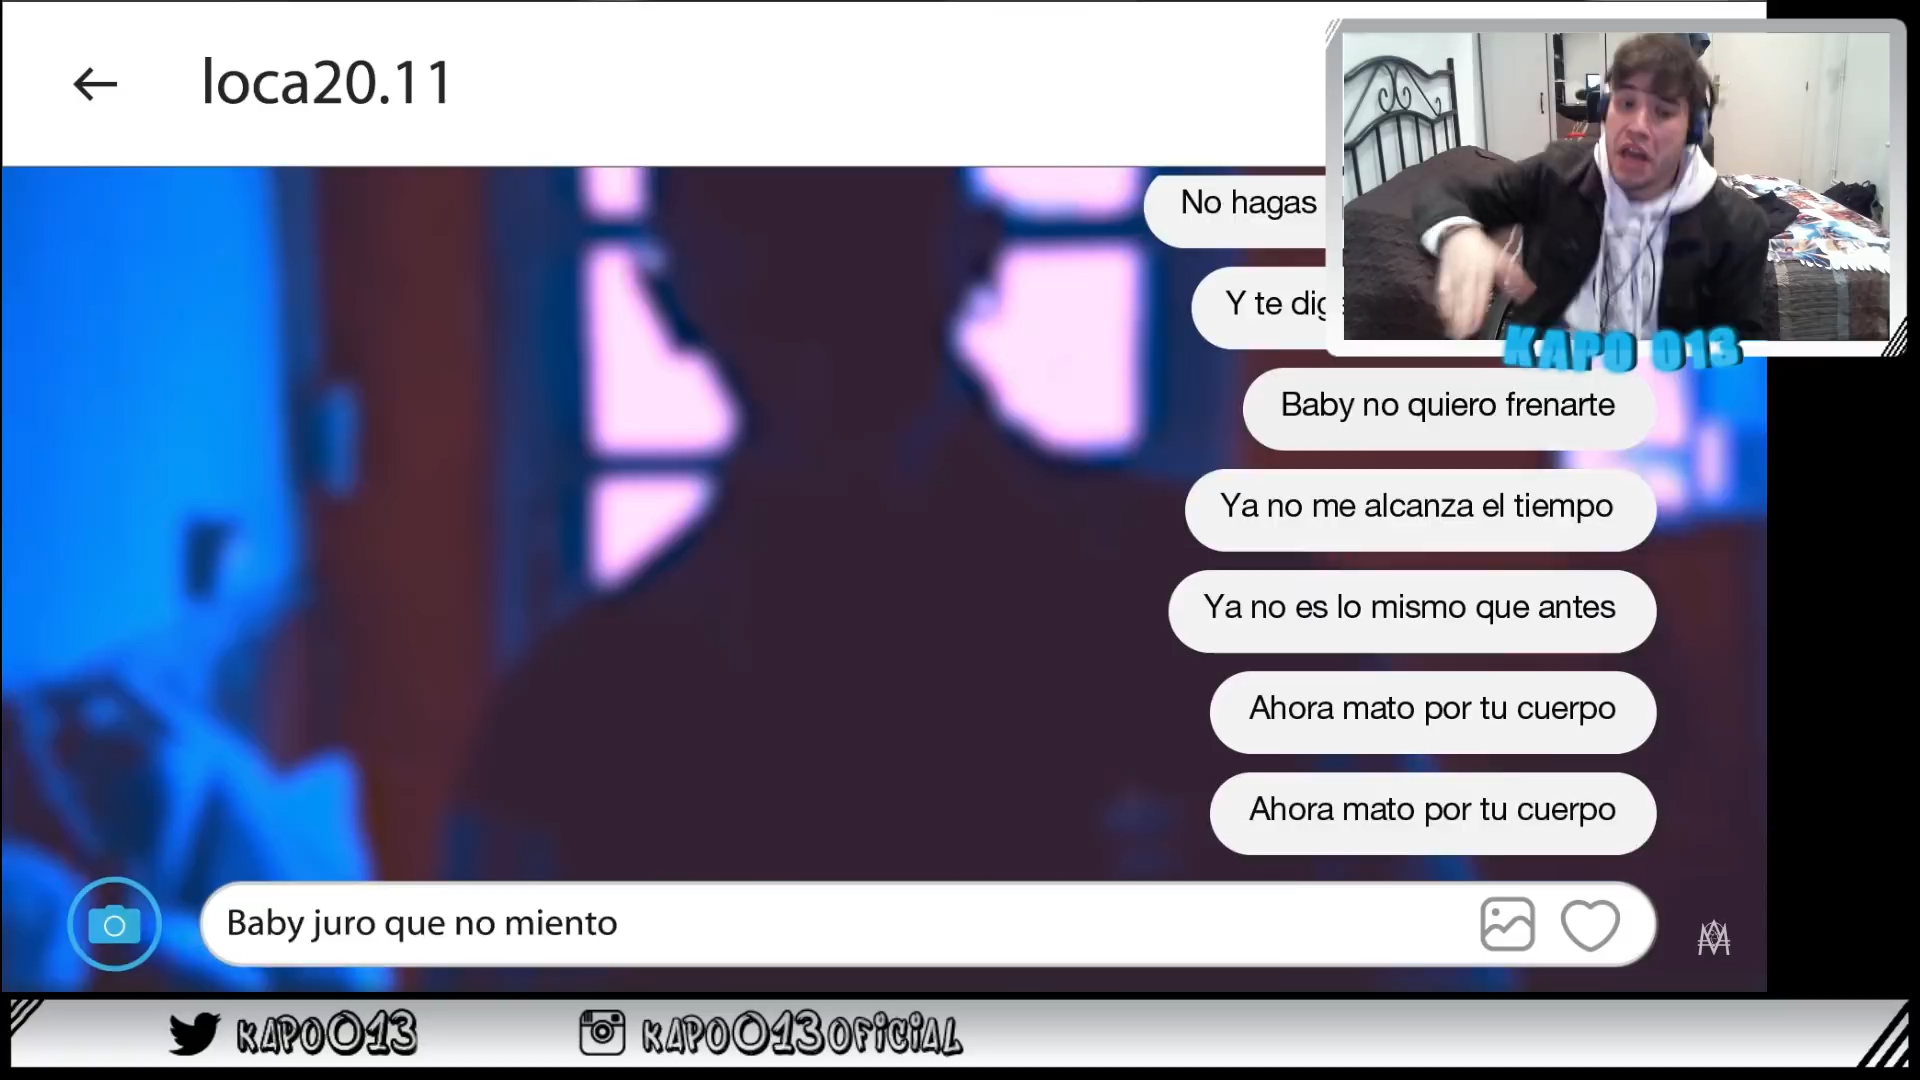 loca20.11
No hagas
Y te
Baby no quiero frenarte
Ya no me alcanza el tiempo
Ya no es lo mismo que antes
Ahora mato por tu cuerpo
Ahora mato por tu cuerpo
Baby juro que no miento
KAPO 013
KAPO013
KAPO013OFICIAL